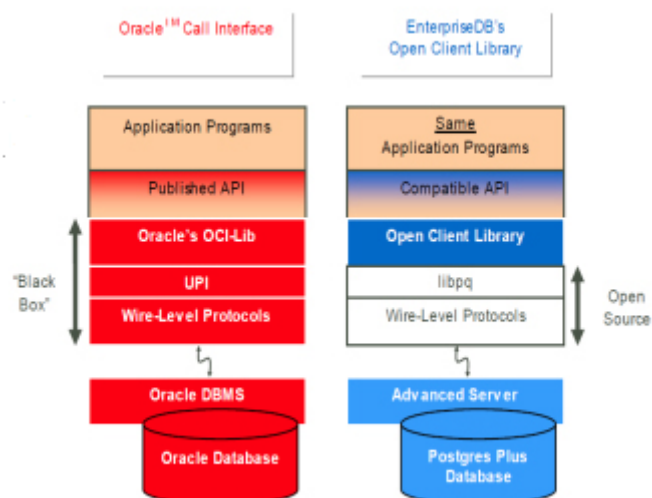 Oracle™ Call Interface
EnterpriseDB's
Open Client Library
Application Programs
Published API
"Black
Box"
Oracle's OCI-Lib
UPI
Wire-Level Protocols
Oracle DBMS
Oracle Database
Same
Application Programs
Compatible API
Open Client Library
libpq
Wire-Level Protocols
Open
Source
Advanced Server
Postgres Plus
Database